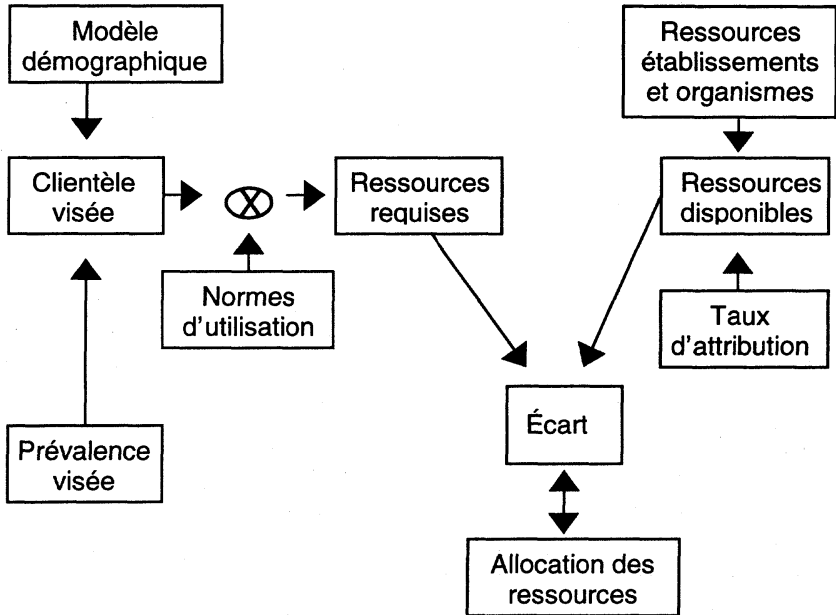 Modèle
démographique
Ressources
établissements
et organismes
Clientèle
visée
X
Ressources
requises
Ressources
disponibles
Normes
d'utilisation
Taux
d'attribution
Prévalence
visée
Écart
Allocation des
ressources